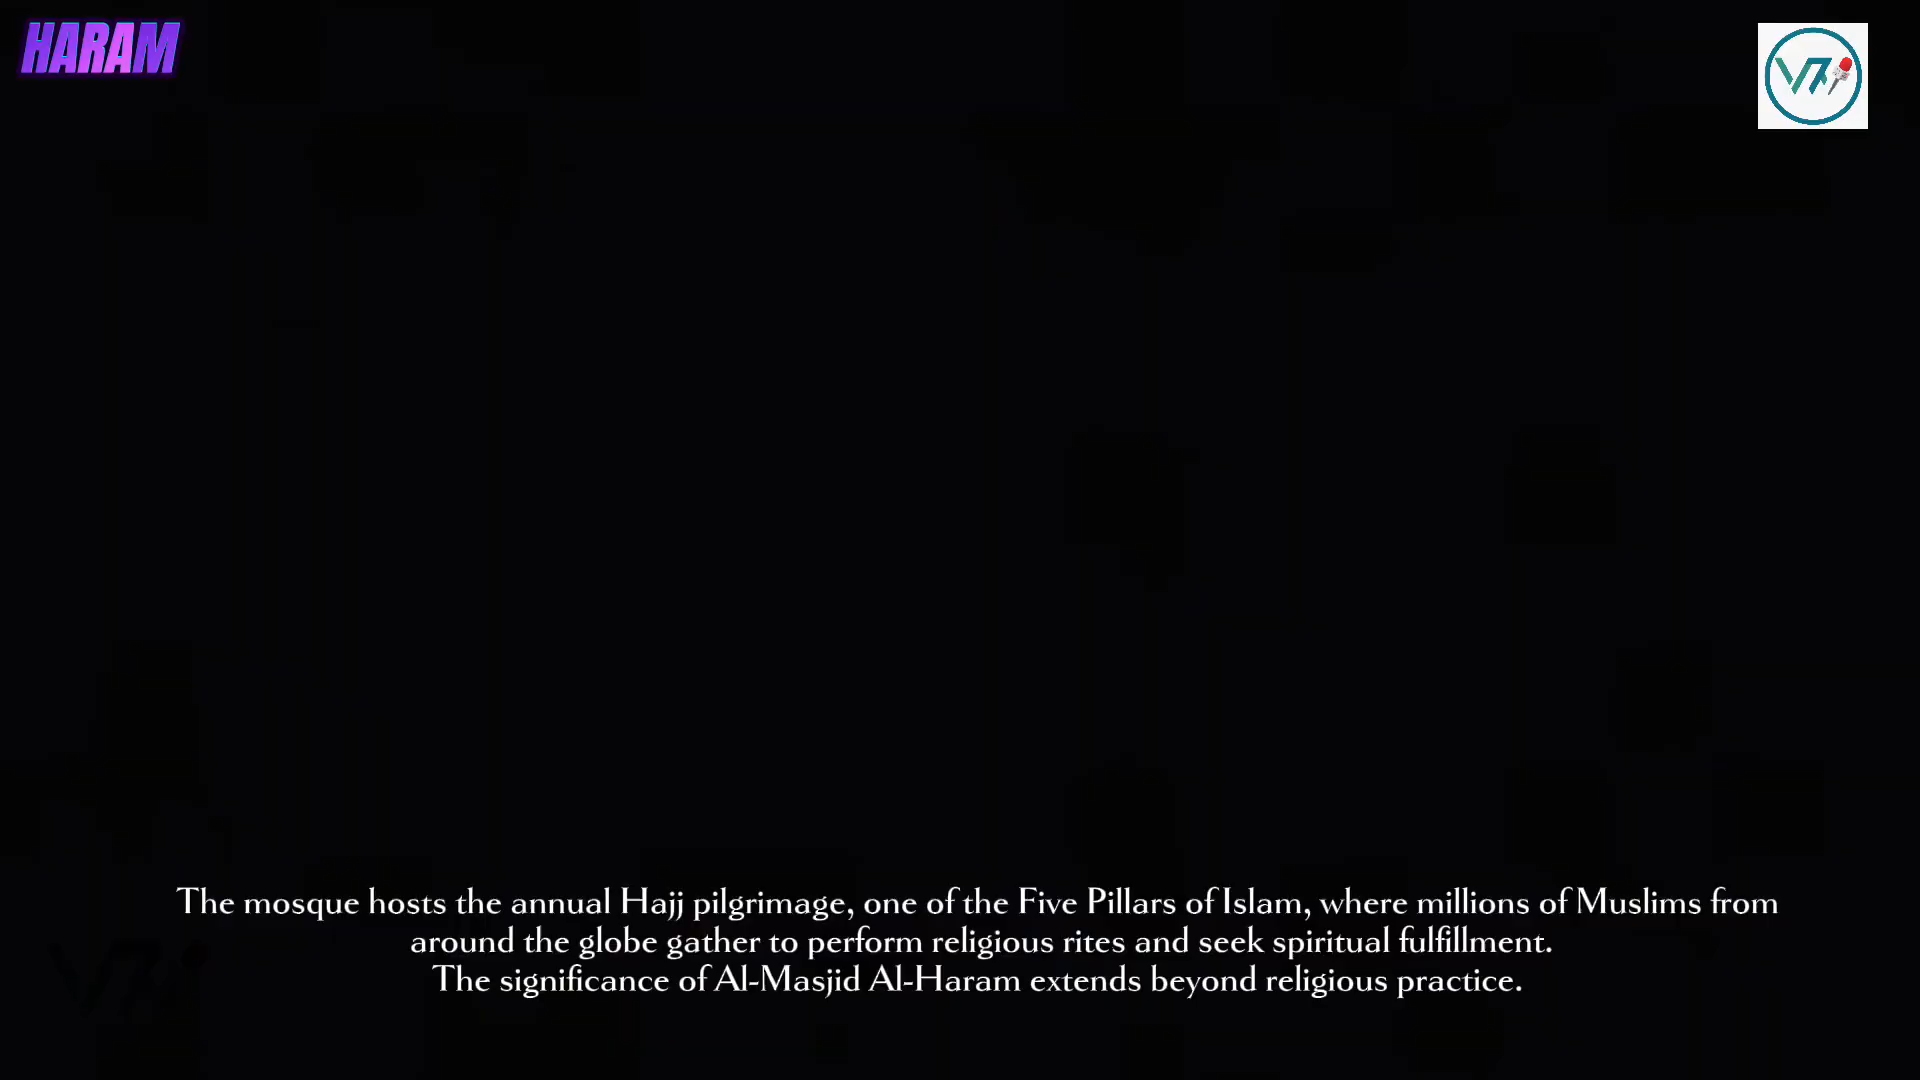 HARAM
The mosque hosts the annual Hajj pilgrimage, one of the Five Pillars of Islam, where millions of Muslims from
around the globe gather to perform religious rites and seek spiritual fulfillment.
The significance of Al-Masjid Al-Haram extends beyond religious practice.